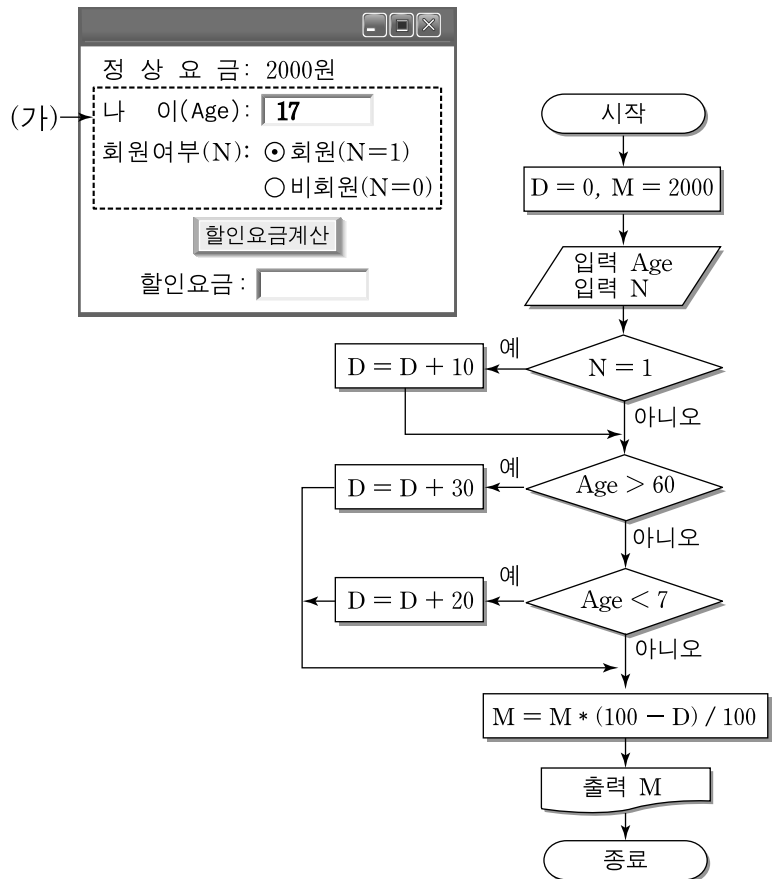 정 상 요 금: 2000원
(가)
나 이(Age): 17
회원여부(N): 회원(N=1)
비회원(N=0)
할인요금계산
할인요금:
시작
D = 0, M = 2000
입력 Age
입력 N
N = 1
예
D = D + 10
아니오
Age > 60
예
D = D + 30
아니오
Age < 7
예
D = D + 20
아니오
M = M * (100 - D) / 100
출력 M
종료